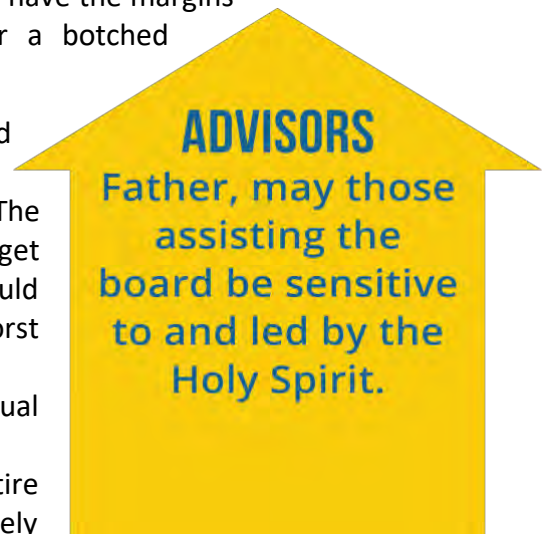 have the margins
r a botched
d
The
get
uld
orst
ual
tire
ely
ADVISORS
Father, may those
assisting the
board be sensitive
to and led by the
Holy Spirit.